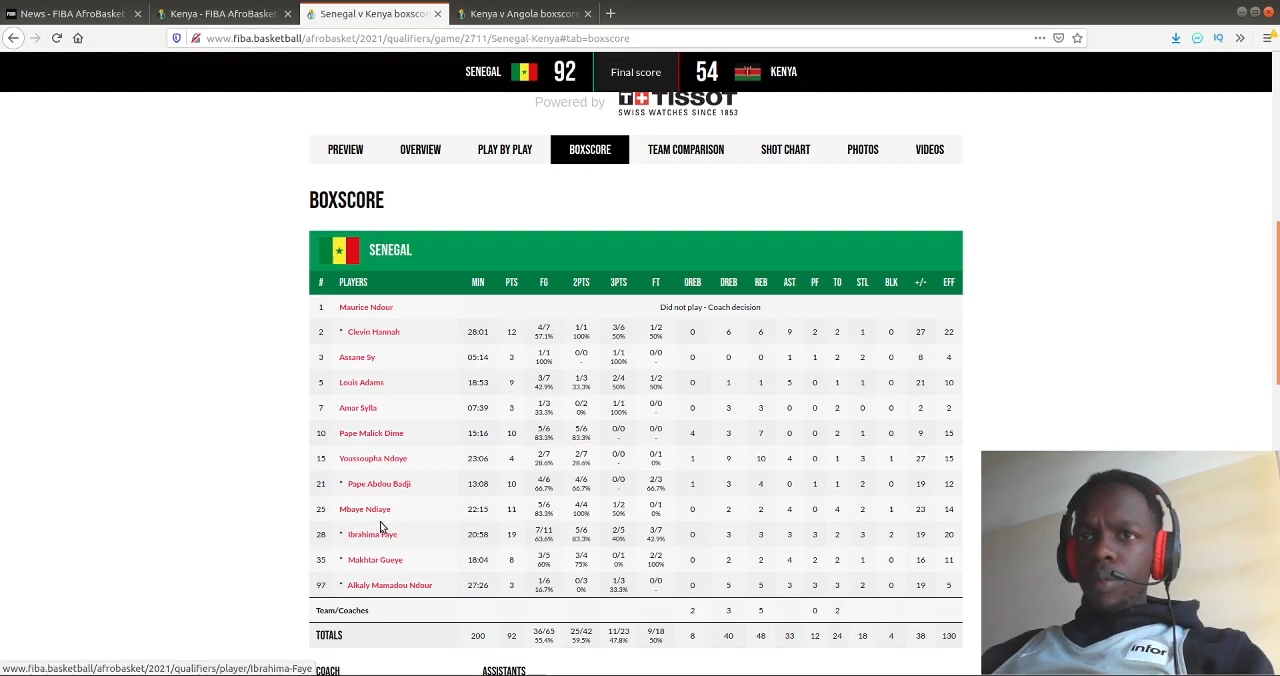 News - FIBA AfroBasket
Kenya - FIBA AfroBasket
Senegal v Kenya boxscor
Kenya v Angola boxscore
www.fiba.basketball/afrobasket/2021/qualifiers/game/2711/Senegal-Kenya#tab=boxscore
SENEGAL 92 Final score 54 KENYA
Powered by TISSOT
SWISS WATCHES SINCE 1853
PREVIEW OVERVIEW PLAY BY PLAY BOXSCORE TEAM COMPARISON SHOT CHART PHOTOS VIDEOS
BOXSCORE
SENEGAL
# PLAYERS MIN PTS FG 2PTS 3PTS FT OREB DREB REB AST PF TO STL BLK +/- EFF
1 Maurice Ndour Did not play - Coach decision
2 * Clevin Hannah 28:01 12 4/7 57.1% 1/1 100% 3/6 50% 1/2 50% 0 6 6 9 2 2 1 0 27 22
3 Assane Sy 05:14 3 1/1 100% 0/0 - 1/1 100% 0/0 - 0 0 0 1 1 2 2 0 8 4
5 Louis Adams 18:53 9 3/7 42.9% 1/3 33.3% 2/4 50% 1/2 50% 0 1 1 5 0 1 1 0 21 10
7 Amar Sylla 07:39 3 1/3 33.3% 0/2 0% 1/1 100% 0/0 - 0 3 3 0 0 2 0 0 2 2
10 Pape Malick Dime 15:16 10 5/6 83.3% 5/6 83.3% 0/0 - 0/0 - 4 3 7 0 0 2 1 0 9 15
15 Youssoupha Ndoye 23:06 4 2/7 28.6% 2/7 28.6% 0/0 - 0/1 0% 1 9 10 4 0 1 3 1 27 15
21 * Pape Abdou Badji 13:08 10 4/6 66.7% 4/6 66.7% 0/0 - 2/3 66.7% 1 3 4 0 1 1 2 0 19 12
25 Mbaye Ndiaye 22:15 11 5/6 83.3% 4/4 100% 1/2 50% 0/1 0% 0 2 2 4 0 4 2 1 23 14
28 * Ibrahima Faye 20:58 19 7/11 63.6% 5/6 83.3% 2/5 40% 3/7 42.9% 0 3 3 3 3 2 3 2 19 20
35 * Makhtar Gueye 18:04 8 3/5 60% 3/4 75% 0/1 0% 2/2 100% 0 2 2 4 2 2 1 0 16 11
97 * Alkaly Mamadou Ndour 27:26 3 1/6 16.7% 0/3 0% 1/3 33.3% 0/0 - 0 5 5 3 3 3 2 0 19 5
Team/Coaches 2 3 5 0 2
TOTALS 200 92 36/65 55.4% 25/42 59.5% 11/23 47.8% 9/18 50% 8 40 48 33 12 24 18 4 38 130
COACH ASSISTANTS
www.fiba.basketball/afrobasket/2021/qualifiers/player/Ibrahima-Faye
infor